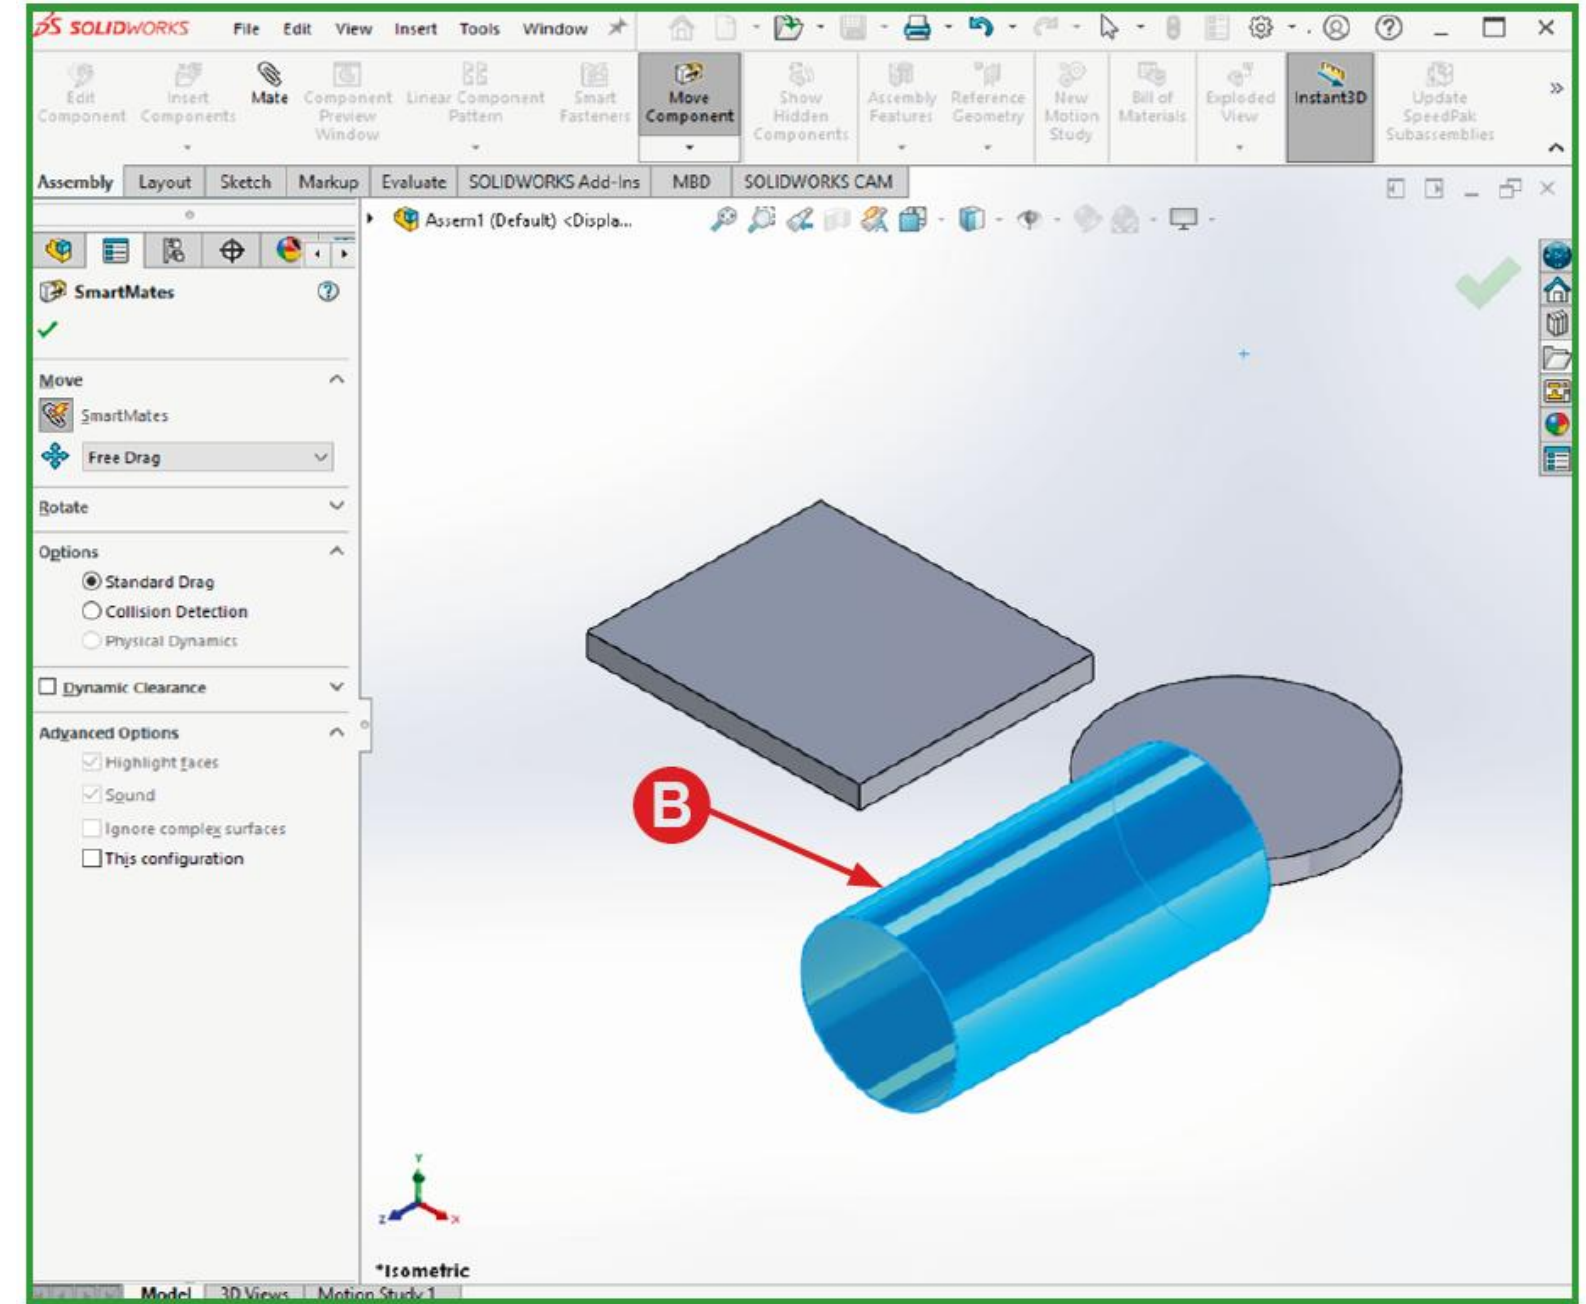 SOLIDWORKS File Edit View Insert Tools Window
Edit Component
Insert Components
Mate
Component Preview Window
Linear Component Pattern
Smart Fasteners
Move Component
Show Hidden Components
Assembly Features
Reference Geometry
New Motion Study
Bill of Materials
Exploded View
Instant3D
Update SpeedPak Subassemblies
Assembly Layout Sketch Markup Evaluate SOLIDWORKS Add-Ins MBD SOLIDWORKS CAM
Assem1 (Default) <Displa...
SmartMates
Move
SmartMates
Free Drag
Rotate
Options
Standard Drag
Collision Detection
Physical Dynamics
Dynamic Clearance
Advanced Options
Highlight faces
Sound
Ignore complex surfaces
This configuration
B
Y
Z X
*Isometric
Model 3D Views Motion Study 1